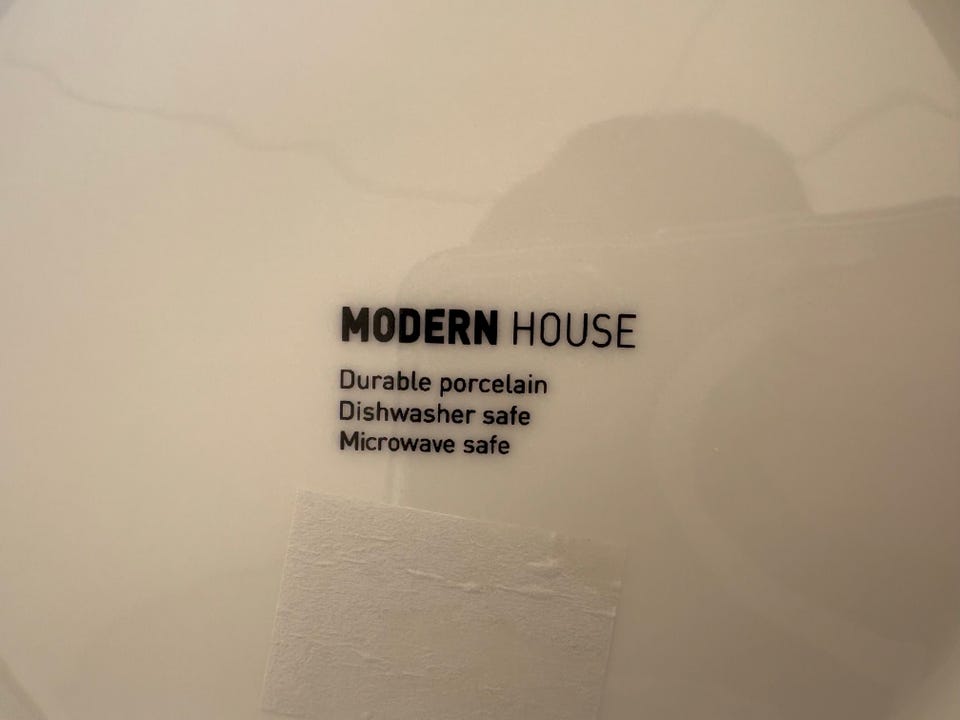 MODERN HOUSE
Durable porcelain
Dishwasher safe
Microwave safe